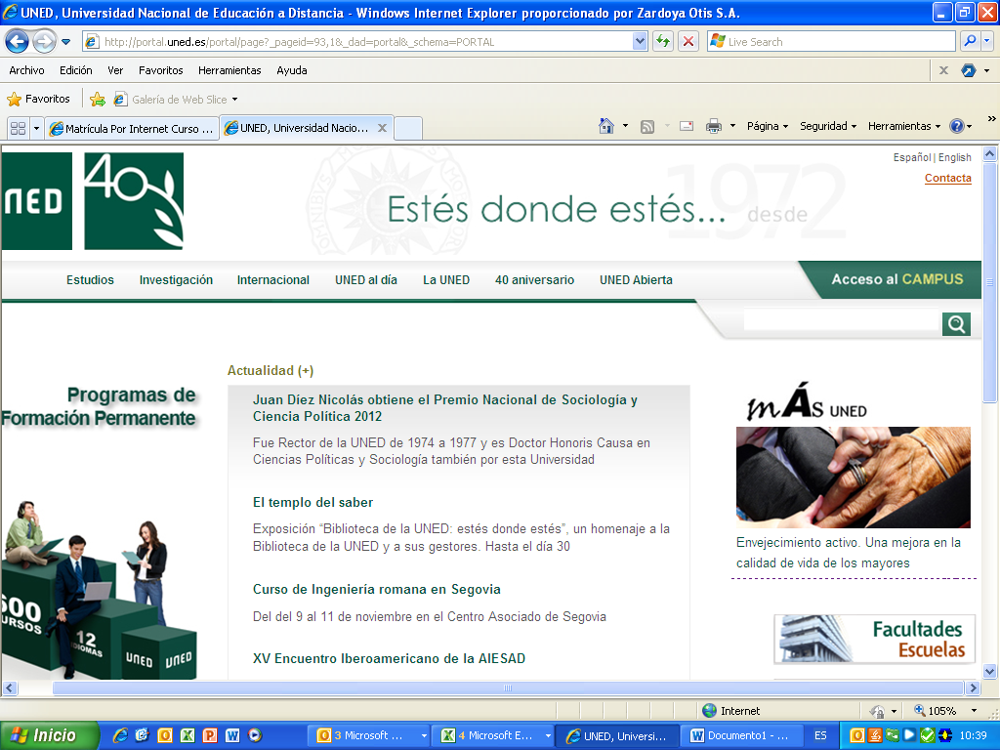 UNED, Universidad Nacional de Educación a Distancia - Windows Internet Explorer proporcionado por Zardoya Otis S.A.
http://portal.uned.es/portal/page?_pageid=93,1&_dad=portal&_schema=PORTAL
Live Search
Archivo Edición Ver Favoritos Herramientas Ayuda
Favoritos Galería de Web Slice
Matrícula Por Internet Curso ... UNED, Universidad Nacio... Página Seguridad Herramientas
Español | English
Contacta
UNED 40
Estés donde estés... desde 1972
Estudios Investigación Internacional UNED al día La UNED 40 aniversario UNED Abierta Acceso al CAMPUS
Actualidad (+)
Programas de
Formación Permanente
600
CURSOS
12
IDIOMAS
UNED UNED
Juan Díez Nicolás obtiene el Premio Nacional de Sociología y
Ciencia Política 2012
Fue Rector de la UNED de 1974 a 1977 y es Doctor Honoris Causa en
Ciencias Políticas y Sociología también por esta Universidad
El templo del saber
Exposición “Biblioteca de la UNED: estés donde estés”, un homenaje a la
Biblioteca de la UNED y a sus gestores. Hasta el día 30
Curso de Ingeniería romana en Segovia
Del del 9 al 11 de noviembre en el Centro Asociado de Segovia
XV Encuentro Iberoamericano de la AIESAD
mÁs UNED
Envejecimiento activo. Una mejora en la
calidad de vida de los mayores
Facultades
Escuelas
Internet 105%
Inicio 3 Microsoft ... 4 Microsoft E... UNED, Universi... Documento1 - ... ES 10:39